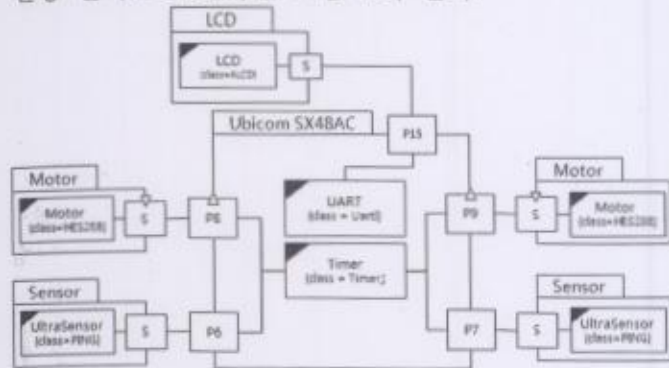 LCD
LCD
(class=ALCD)
S
Ubicom SX48AC
P15
Motor
Motor
(class=HES288)
S
P8
UART
(class = Uart)
P9
S
Motor
Motor
(class=HES288)
Timer
(class = Timer)
Sensor
UltraSensor
(class=PING)
S
P6
P7
S
Sensor
UltraSensor
(class=PING)